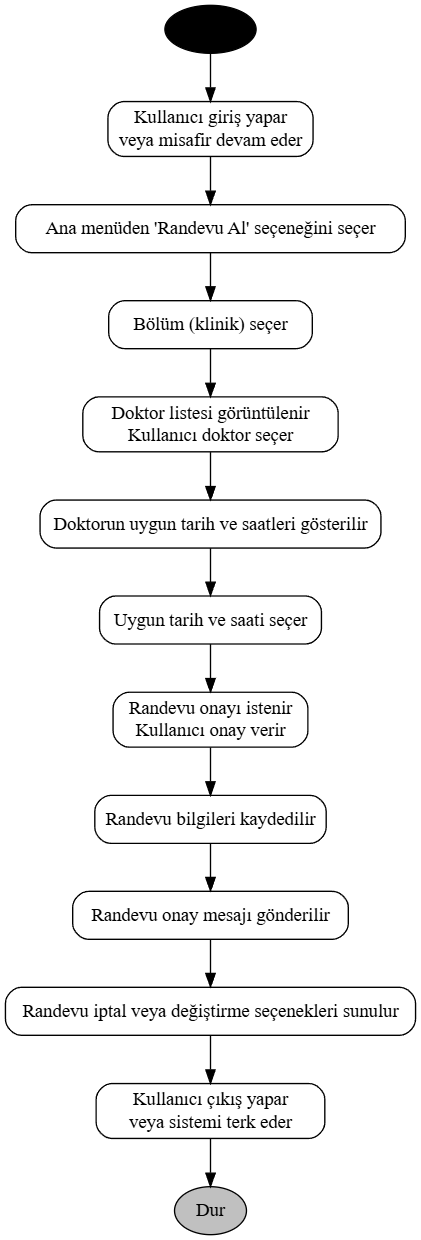 Kullanıcı giriş yapar
veya misafir devam eder
Ana menüden 'Randevu Al' seçeneğini seçer
Bölüm (klinik) seçer
Doktor listesi görüntülenir
Kullanıcı doktor seçer
Doktorun uygun tarih ve saatleri gösterilir
Uygun tarih ve saati seçer
Randevu onayı istenir
Kullanıcı onay verir
Randevu bilgileri kaydedilir
Randevu onay mesajı gönderilir
Randevu iptal veya değiştirme seçenekleri sunulur
Kullanıcı çıkış yapar
veya sistemi terk eder
Dur